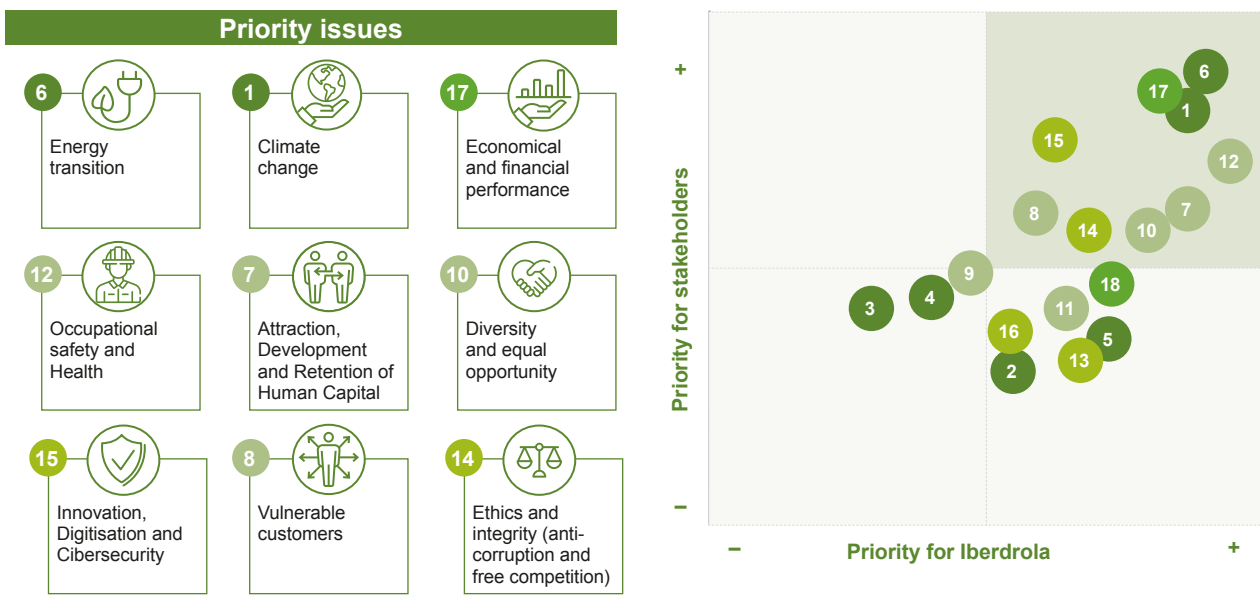 Priority issues
6
Energy
transition
1
Climate
change
17
Economical
and financial
performance
12
Occupational
safety and
Health
7
Attraction,
Development
and Retention of
Human Capital
10
Diversity
and equal
opportunity
15
Innovation,
Digitisation and
Cibersecurity
8
Vulnerable
customers
14
Ethics and
integrity (anti-
corruption and
free competition)
Priority for stakeholders
+
−
6
17
1
15
12
8
7
14
10
9
18
4
3
11
16
5
13
2
−
Priority for Iberdrola
+